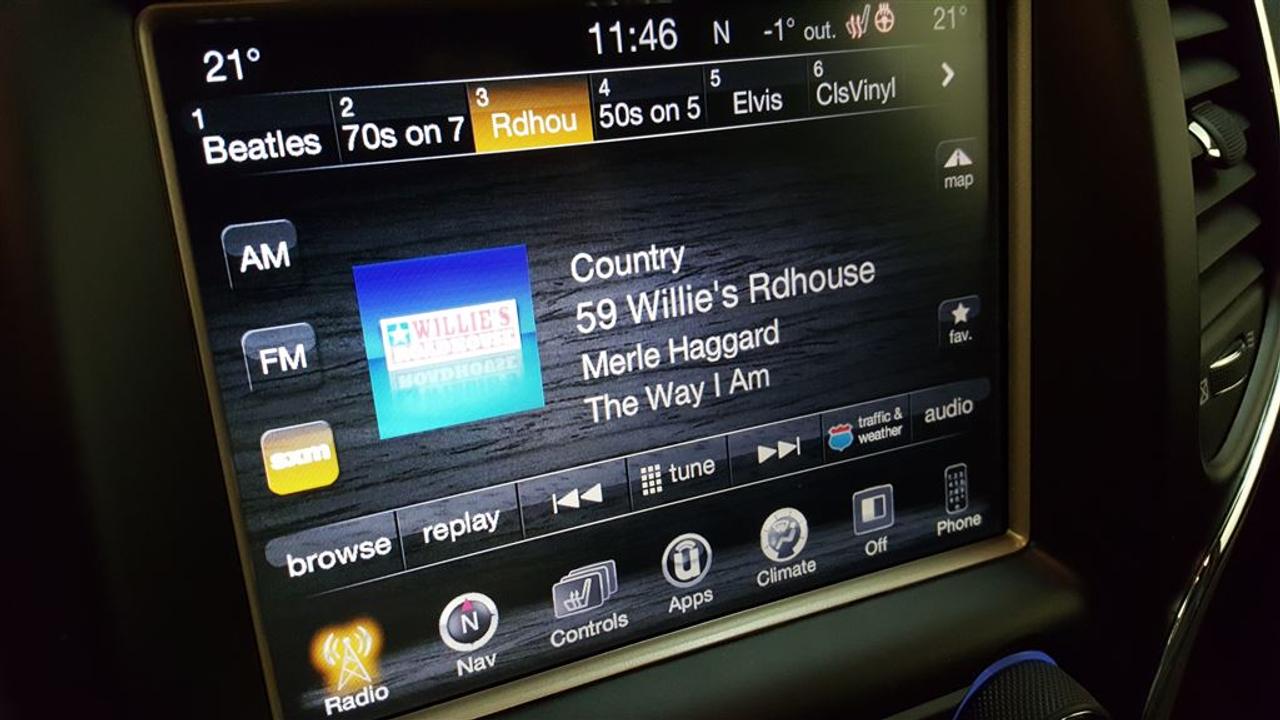 21°
11:46
N
-1° out.
21°
1
Beatles
2
70s on 7
3
Rdhou
4
50s on 5
5
Elvis
6
ClsVinyl
map
AM
FM
sxm
WILLIE'S
ROADHOUSE
Country
59 Willie's Rdhouse
Merle Haggard
The Way I Am
fav.
browse
replay
tune
traffic &
weather
audio
Radio
N
Nav
Controls
Apps
Climate
Off
Phone